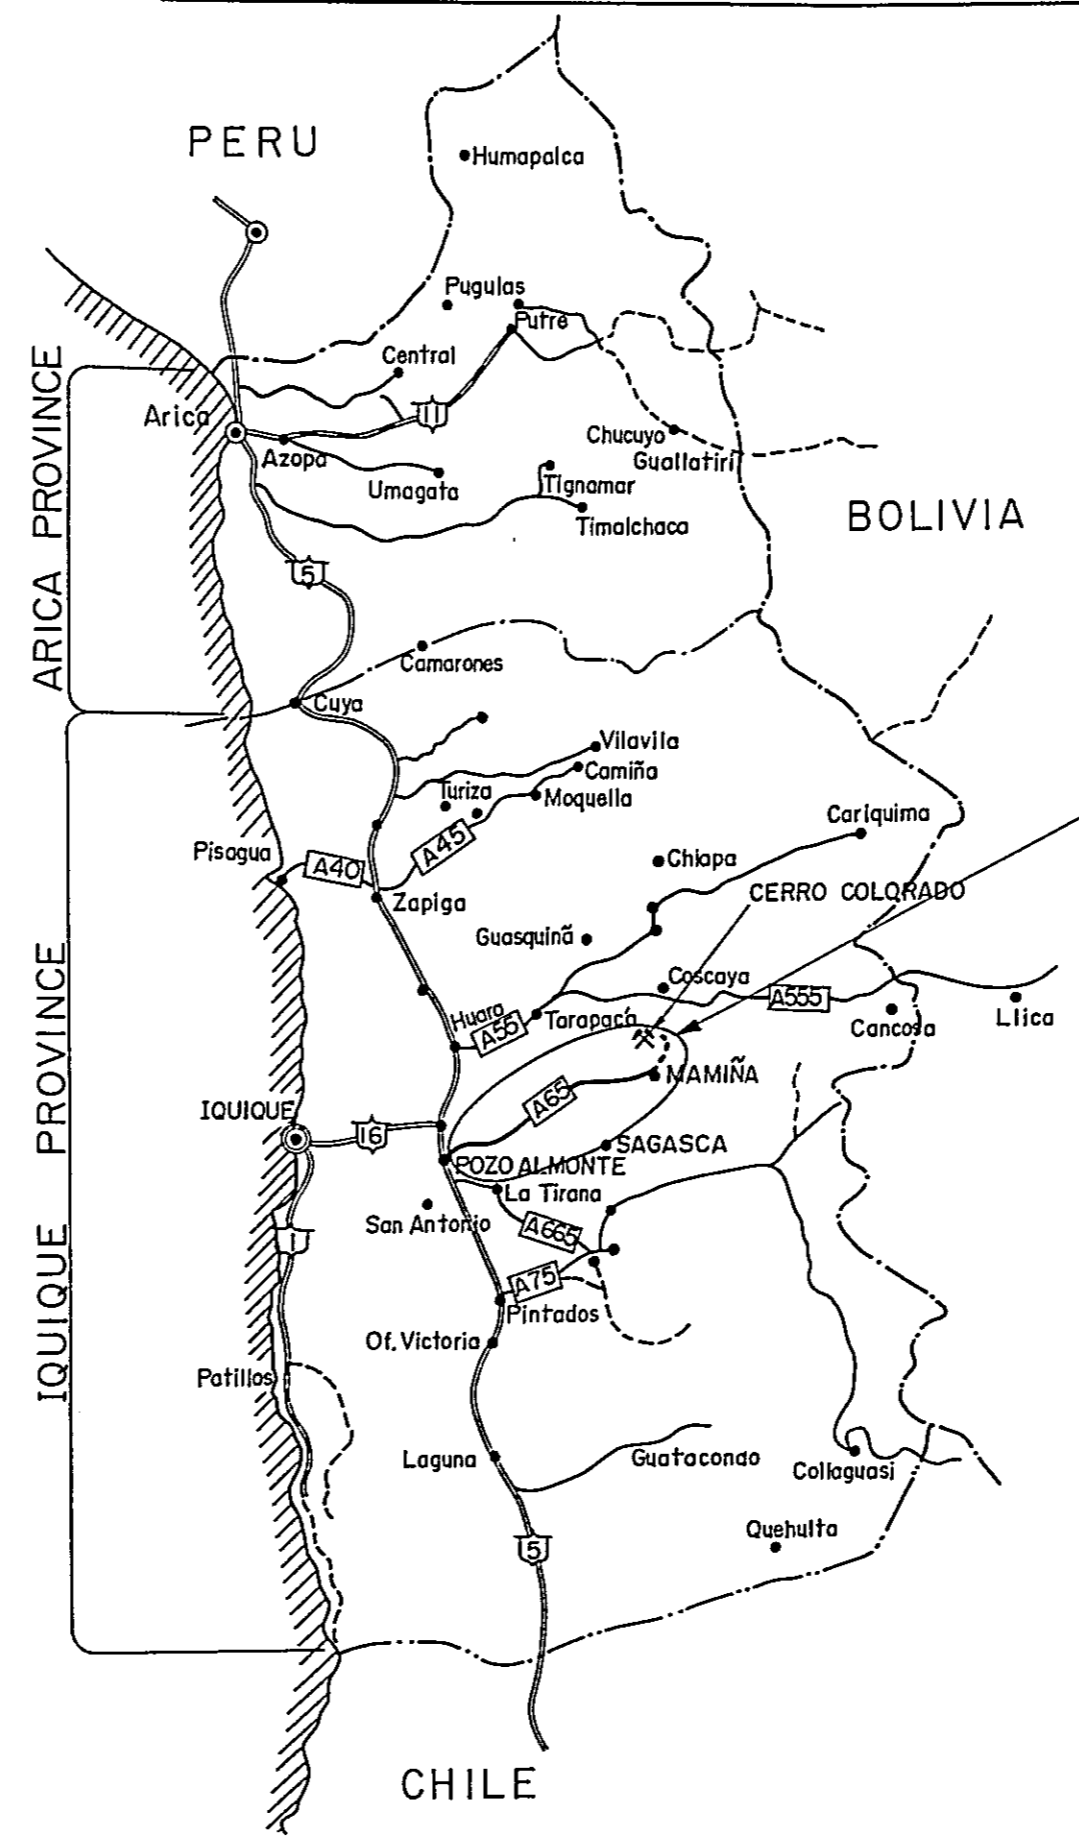 PERU
Humapalca
Pugulas
Putre
Central
11
Arica
Azopa
Umagata
Chucuyo
Guallatiri
Tignamar
Timalchaca
BOLIVIA
ARICA PROVINCE
5
Camarones
Cuya
Vilavila
Camiña
Turiza
Moquella
Cariquima
Pisagua
A40
A45
Chiapa
Zapiga
CERRO COLORADO
Guasquinã
Coscaya
Huara
A55
Tarapacá
A555
Cancosa
Llica
MAMIÑA
A65
IQUIQUE
16
SAGASCA
POZO ALMONTE
La Tirana
San Antonio
A665
1
A75
Pintados
IQUIQUE PROVINCE
Of. Victoria
Patillos
Laguna
Guatacondo
Collaguasi
Quehulta
5
CHILE